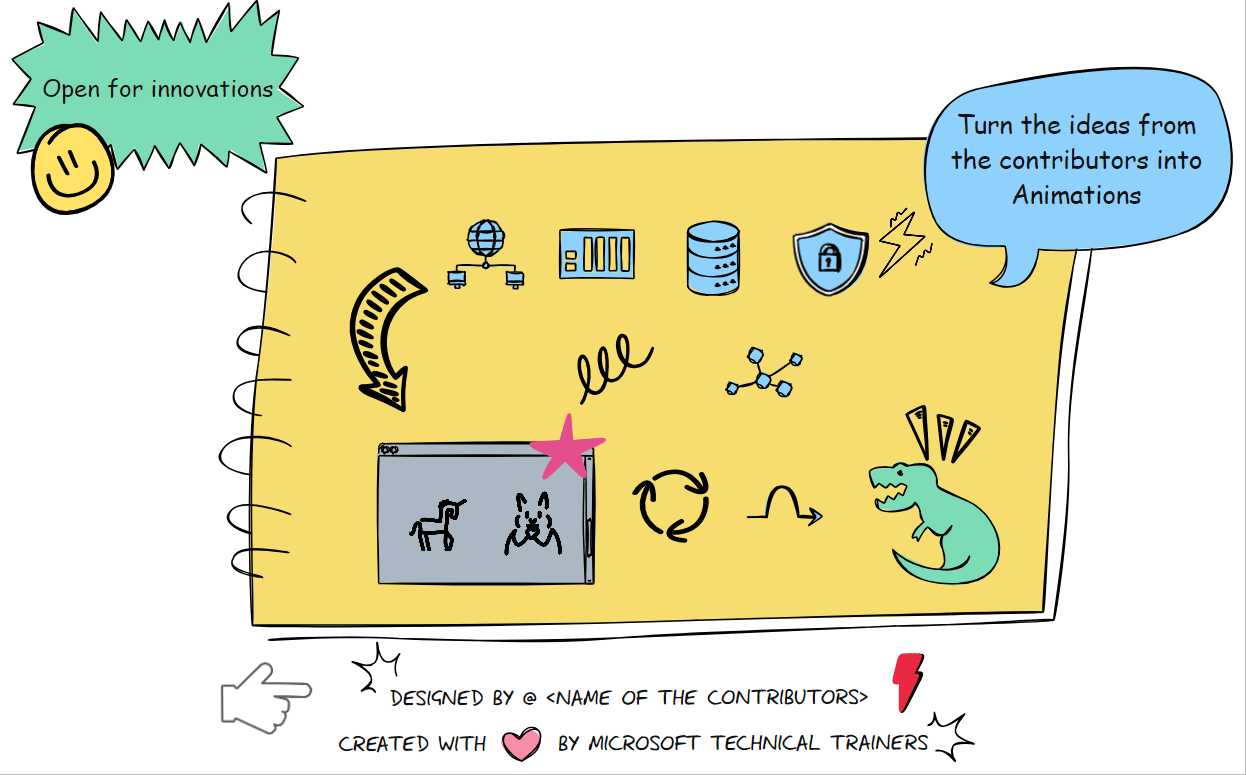 Open for innovations
Turn the ideas from
the contributors into
Animations
DESIGNED BY @ <NAME OF THE CONTRIBUTORS>
CREATED WITH BY MICROSOFT TECHNICAL TRAINERS